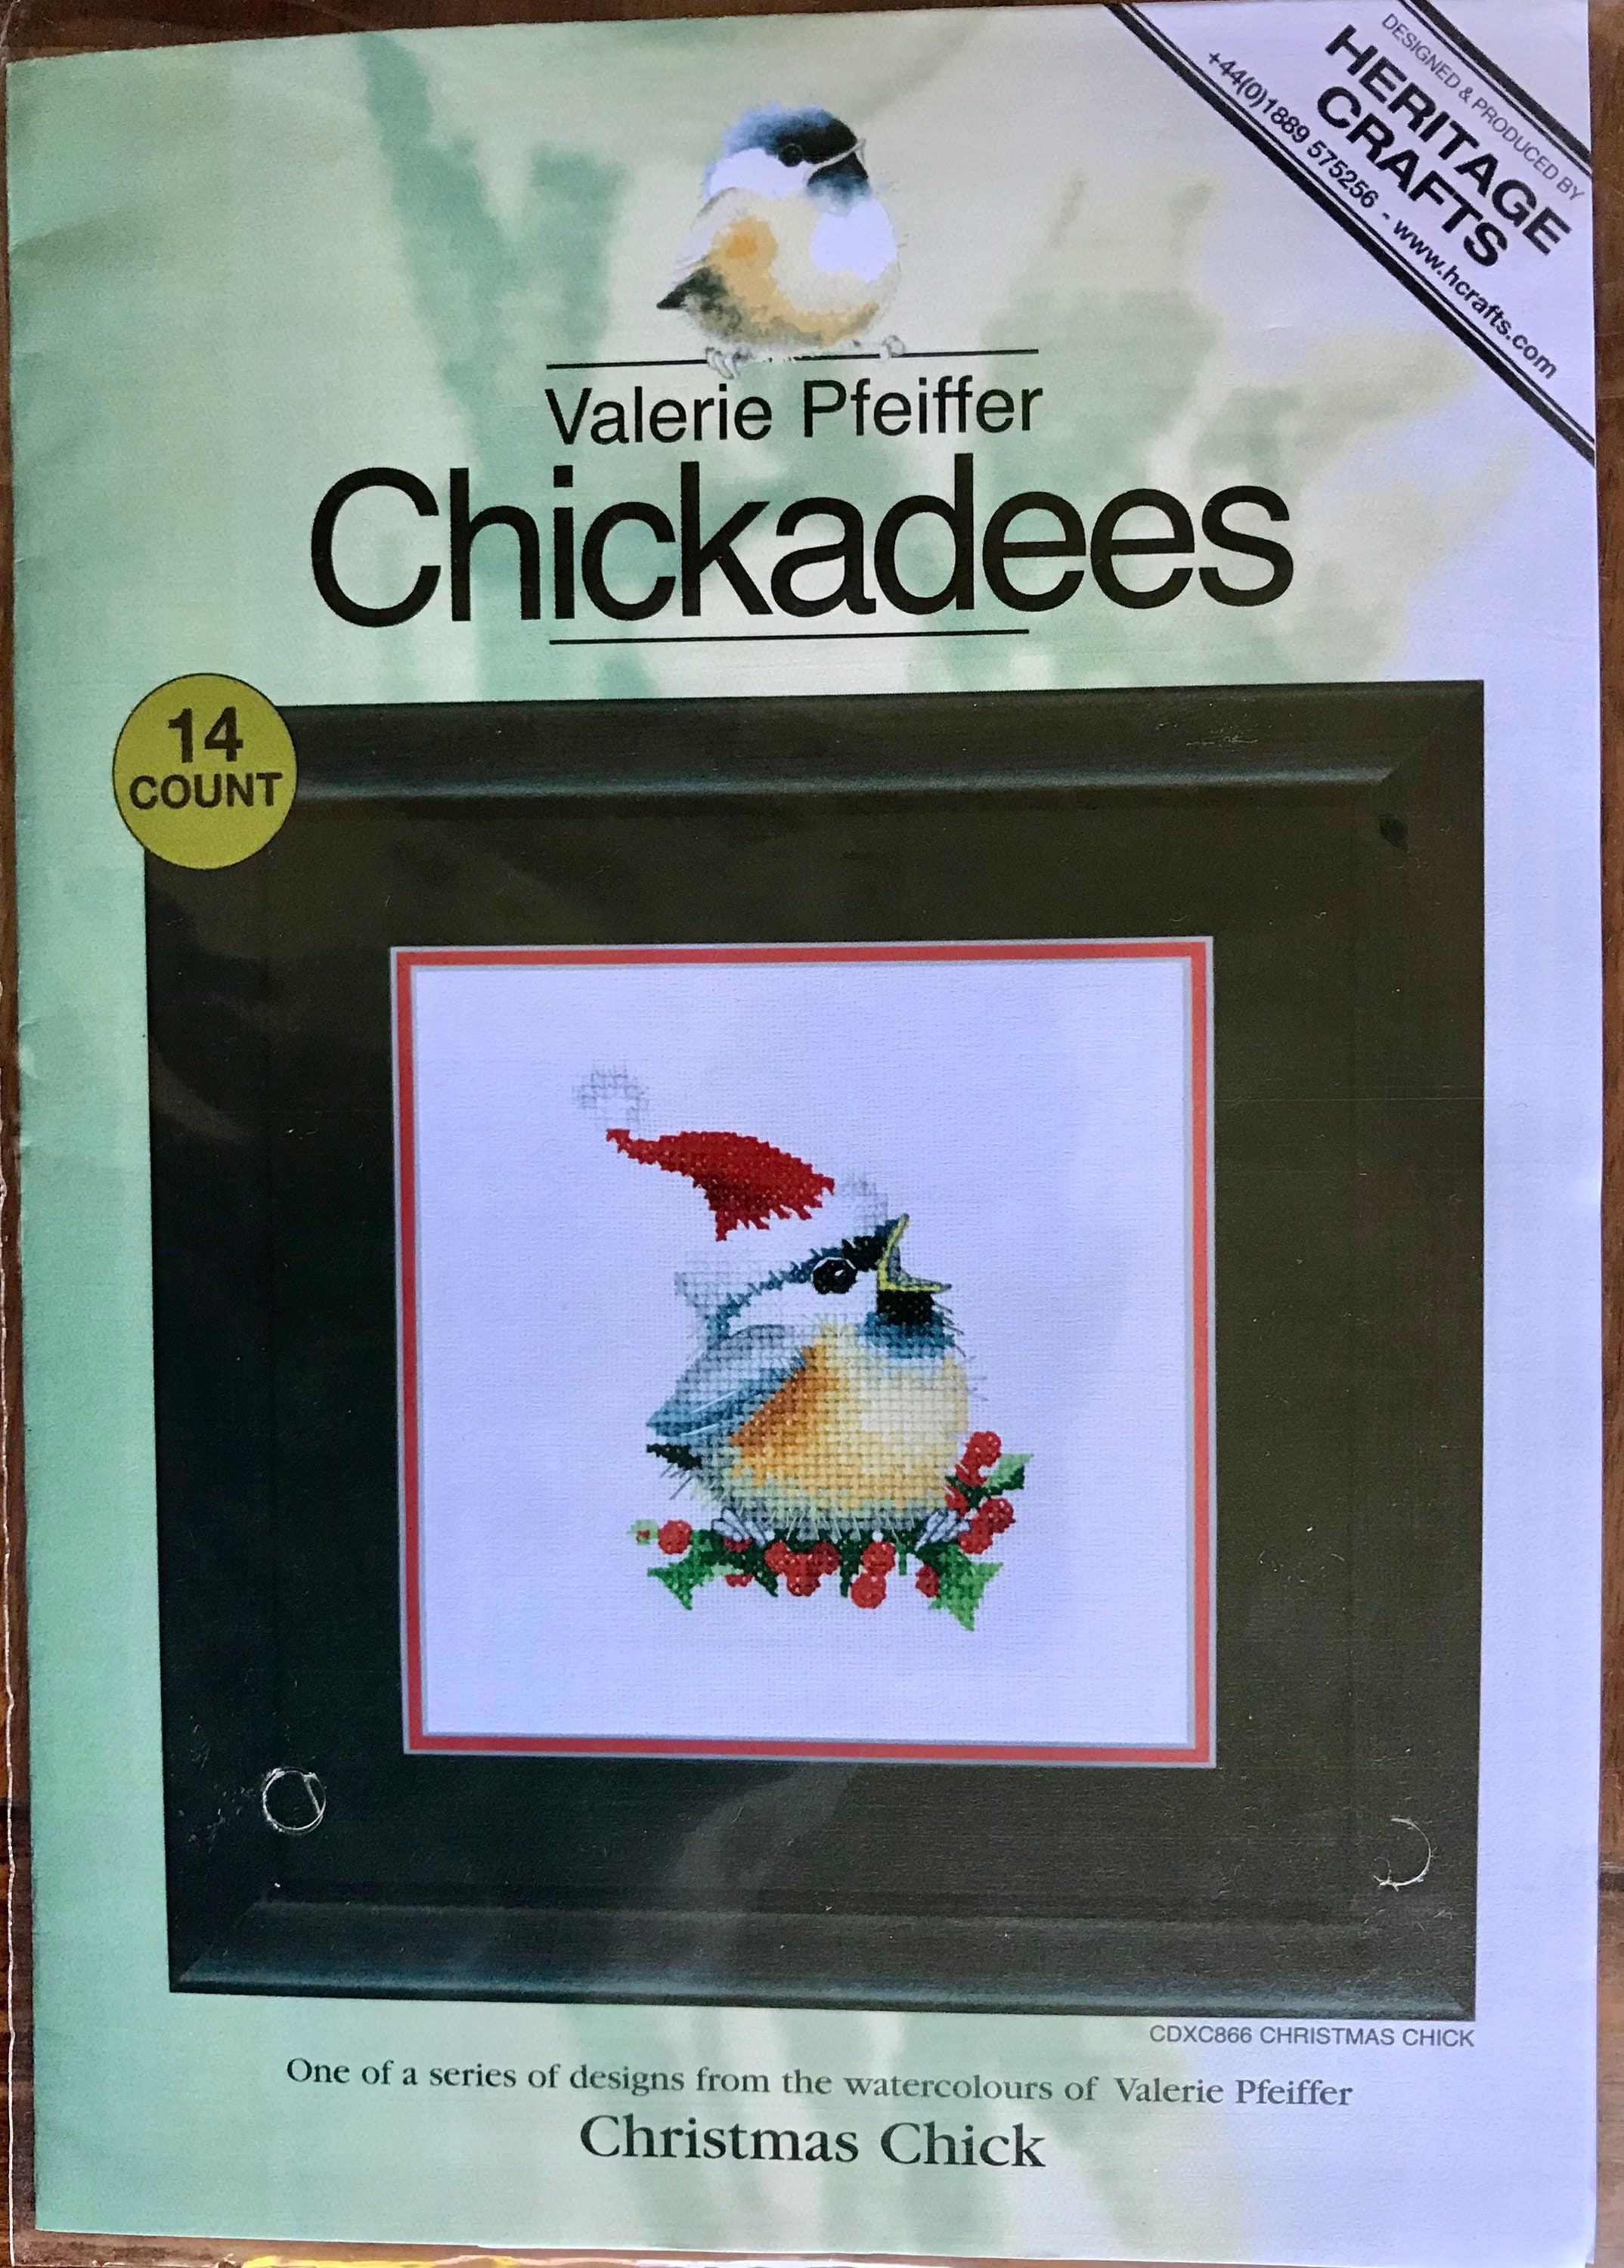 DESIGNED & PRODUCED BY
HERITAGE
CRAFTS
+44(0)1889 575256 - www.hcrafts.com
Valerie Pfeiffer
Chickadees
14
COUNT
CDXC866 CHRISTMAS CHICK
One of a series of designs from the watercolours of Valerie Pfeiffer
Christmas Chick